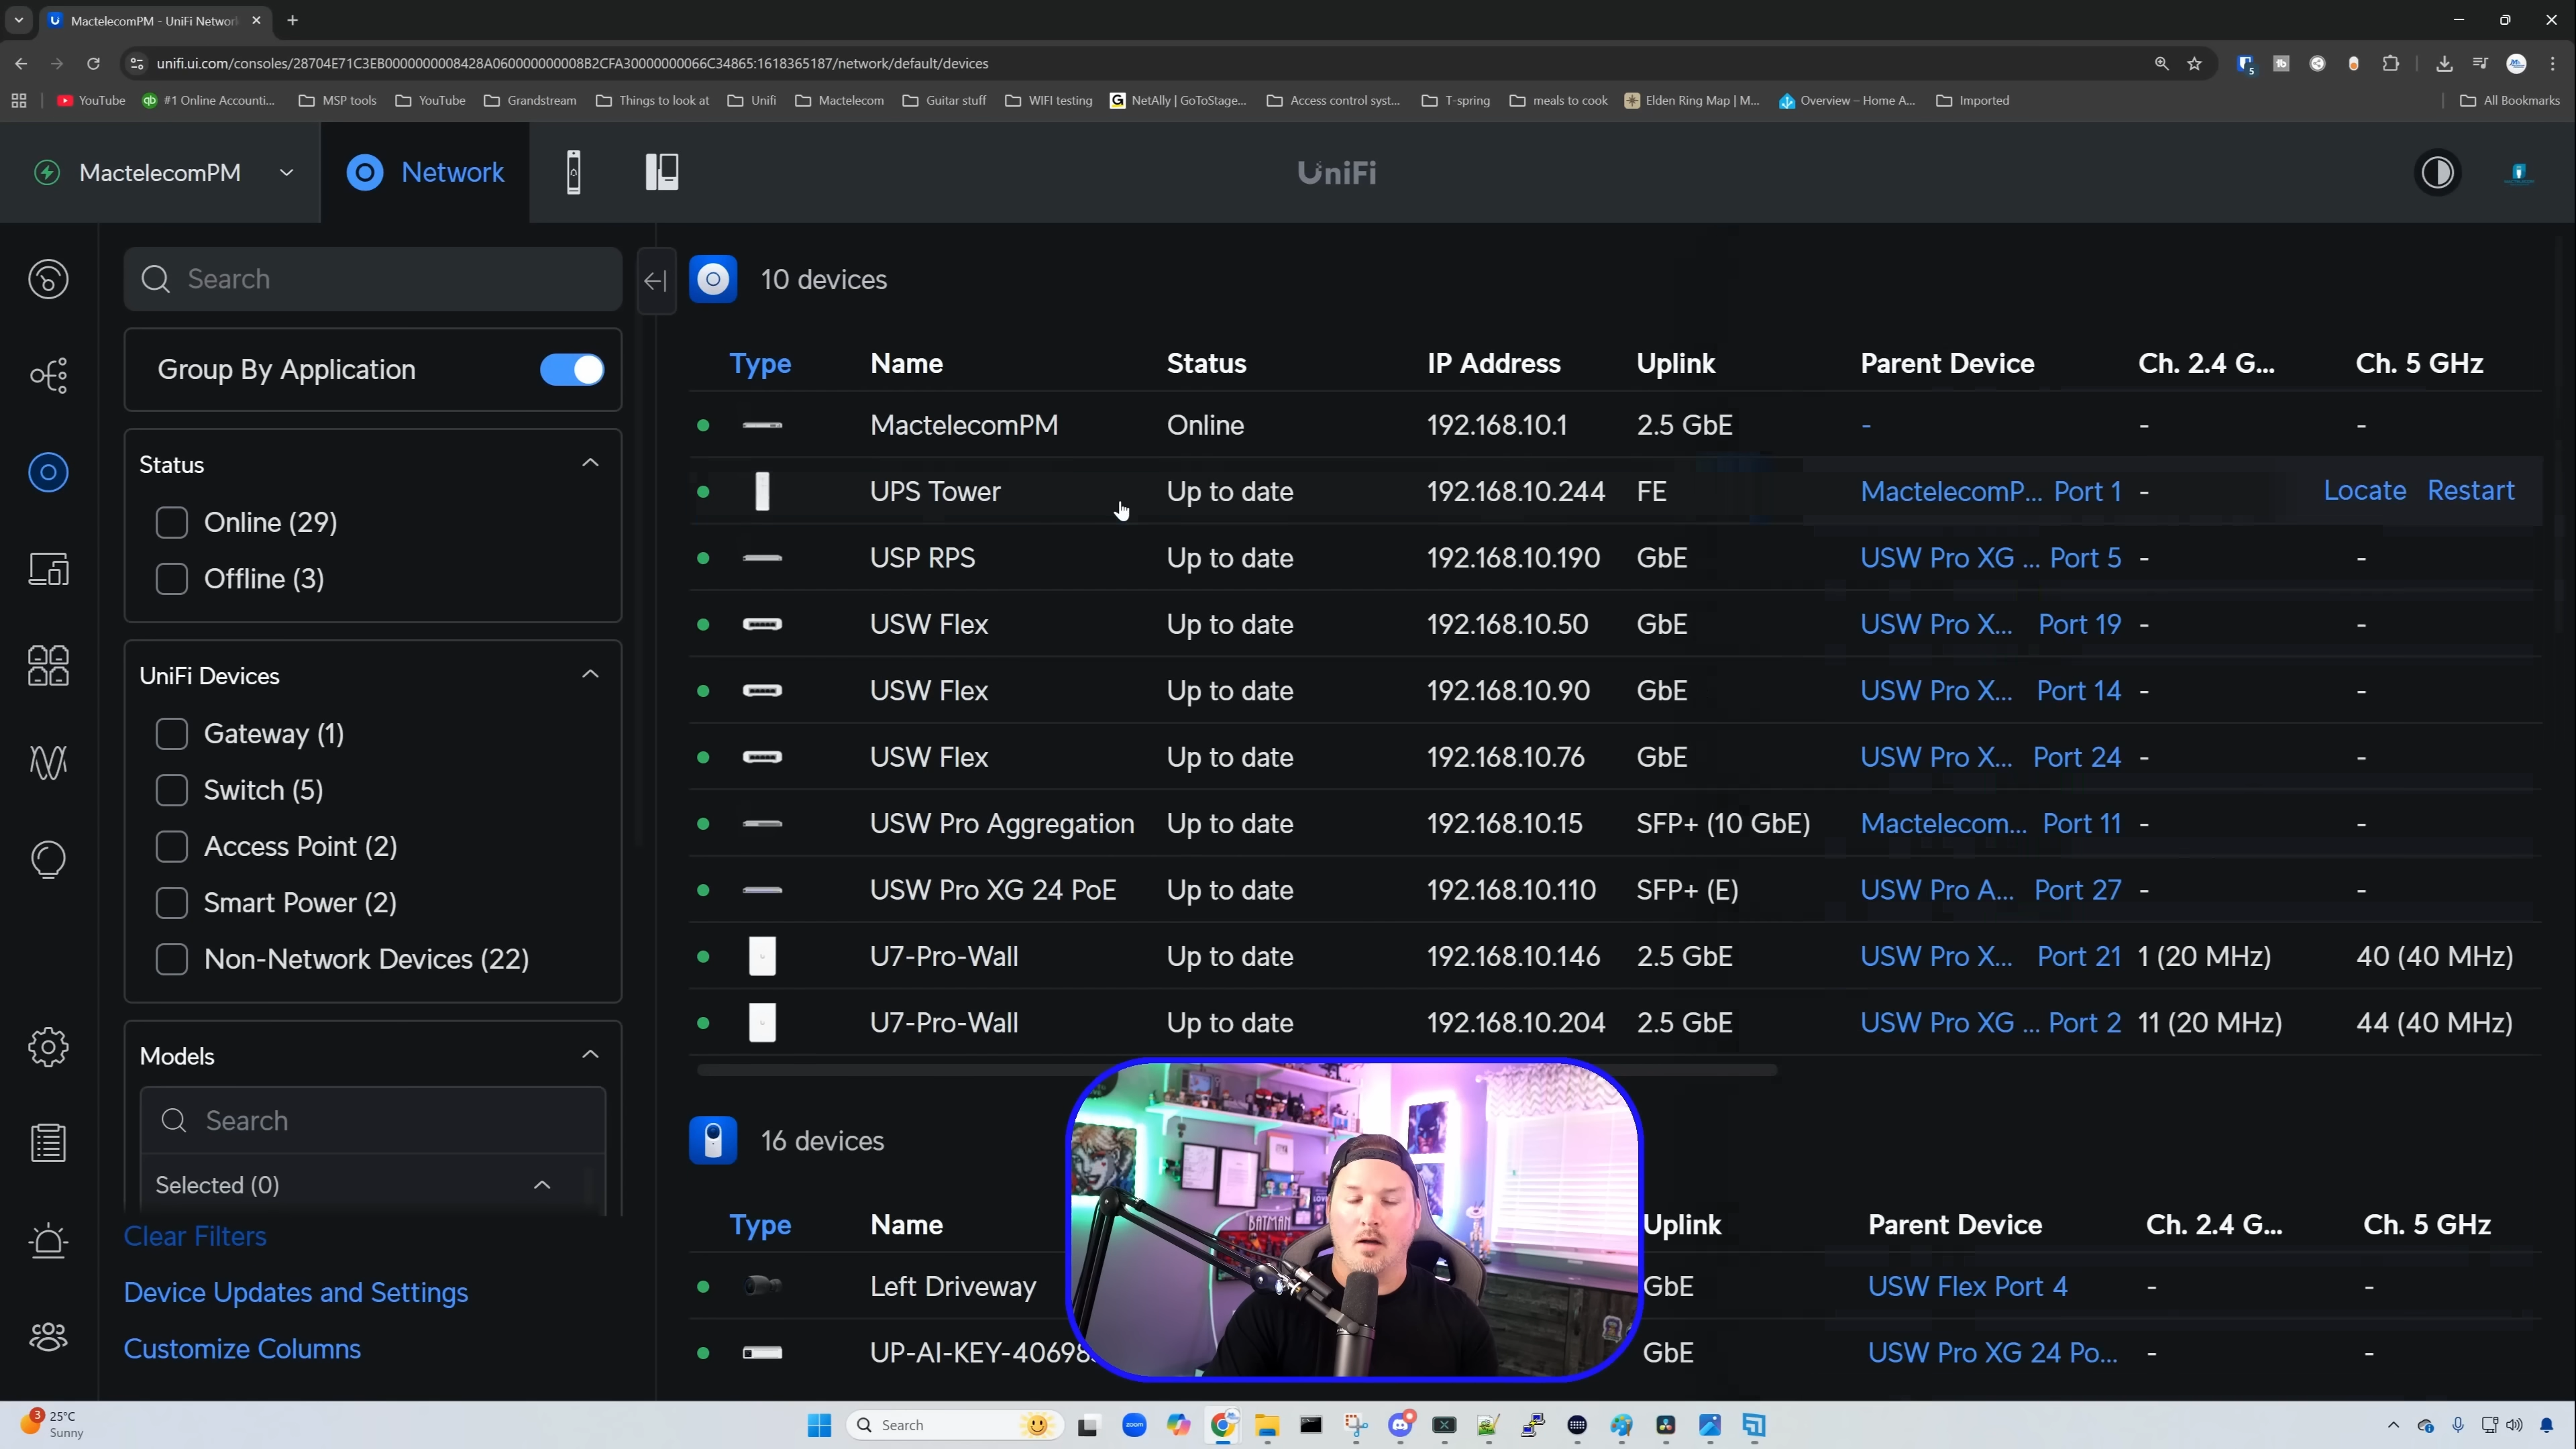 MactelecomPM - UniFi Network
unifi.ui.com/consoles/28704E71C3EB0000000008428A060000000008B2CFA30000000066C34865:1618365187/network/default/devices
5
YouTube
#1 Online Accounti...
MSP tools
YouTube
Grandstream
Things to look at
Unifi
Mactelecom
Guitar stuff
WIFI testing
NetAlly | GoToStage...
Access control syst...
T-spring
meals to cook
Elden Ring Map | M...
Overview – Home A...
Imported
All Bookmarks
MactelecomPM
Network
UniFi
Search
Group By Application
Status
Online (29)
Offline (3)
UniFi Devices
Gateway (1)
Switch (5)
Access Point (2)
Smart Power (2)
Non-Network Devices (22)
Models
Search
Selected (0)
Clear Filters
Device Updates and Settings
Customize Columns
10 devices
Type Name Status IP Address Uplink Parent Device Ch. 2.4 G... Ch. 5 GHz
MactelecomPM Online 192.168.10.1 2.5 GbE - - -
UPS Tower Up to date 192.168.10.244 FE MactelecomP... Port 1 - Locate Restart
USP RPS Up to date 192.168.10.190 GbE USW Pro XG ... Port 5 - -
USW Flex Up to date 192.168.10.50 GbE USW Pro X... Port 19 - -
USW Flex Up to date 192.168.10.90 GbE USW Pro X... Port 14 - -
USW Flex Up to date 192.168.10.76 GbE USW Pro X... Port 24 - -
USW Pro Aggregation Up to date 192.168.10.15 SFP+ (10 GbE) Mactelecom... Port 11 - -
USW Pro XG 24 PoE Up to date 192.168.10.110 SFP+ (E) USW Pro A... Port 27 - -
U7-Pro-Wall Up to date 192.168.10.146 2.5 GbE USW Pro X... Port 21 1 (20 MHz) 40 (40 MHz)
U7-Pro-Wall Up to date 192.168.10.204 2.5 GbE USW Pro XG ... Port 2 11 (20 MHz) 44 (40 MHz)
16 devices
Type Name Uplink Parent Device Ch. 2.4 G... Ch. 5 GHz
Left Driveway GbE USW Flex Port 4 - -
UP-AI-KEY-40698 GbE USW Pro XG 24 Po... - -
BATMAN
LOVE
3
25°C
Sunny
Search
zoom